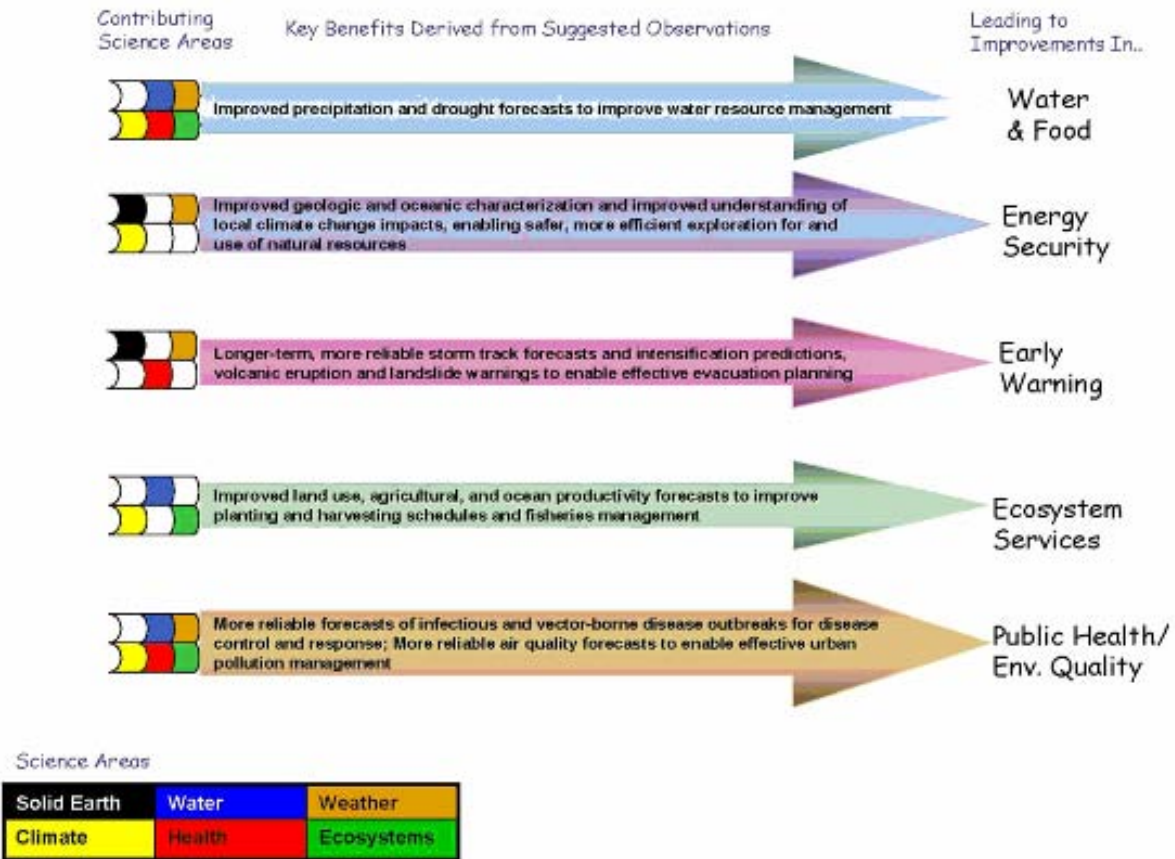 Contributing
Science Areas
Key Benefits Derived from Suggested Observations
Leading to
Improvements In..
Improved precipitation and drought forecasts to improve water resource management
Water
& Food
Improved geologic and oceanic characterization and improved understanding of
local climate change impacts, enabling safer, more efficient exploration for and
use of natural resources
Energy
Security
Longer-term, more reliable storm track forecasts and intensification predictions,
volcanic eruption and landslide warnings to enable effective evacuation planning
Early
Warning
Improved land use, agricultural, and ocean productivity forecasts to improve
planting and harvesting schedules and fisheries management
Ecosystem
Services
More reliable forecasts of infectious and vector-borne disease outbreaks for disease
control and response; More reliable air quality forecasts to enable effective urban
pollution management
Public Health/
Env. Quality
Science Areas
Solid Earth Water Weather
Climate Health Ecosystems